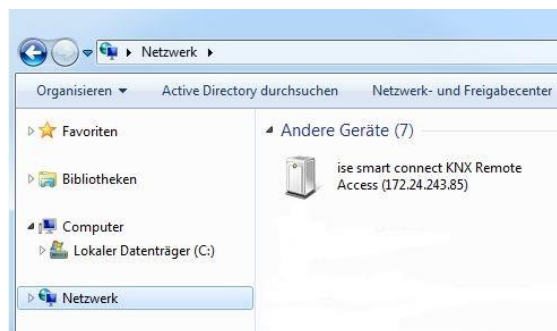 Netzwerk
Organisieren Active Directory durchsuchen Netzwerk- und Freigabecenter
Favoriten
Bibliotheken
Computer
Lokaler Datenträger (C:)
Netzwerk
Andere Geräte (7)
ise smart connect KNX Remote
Access (172.24.243.85)